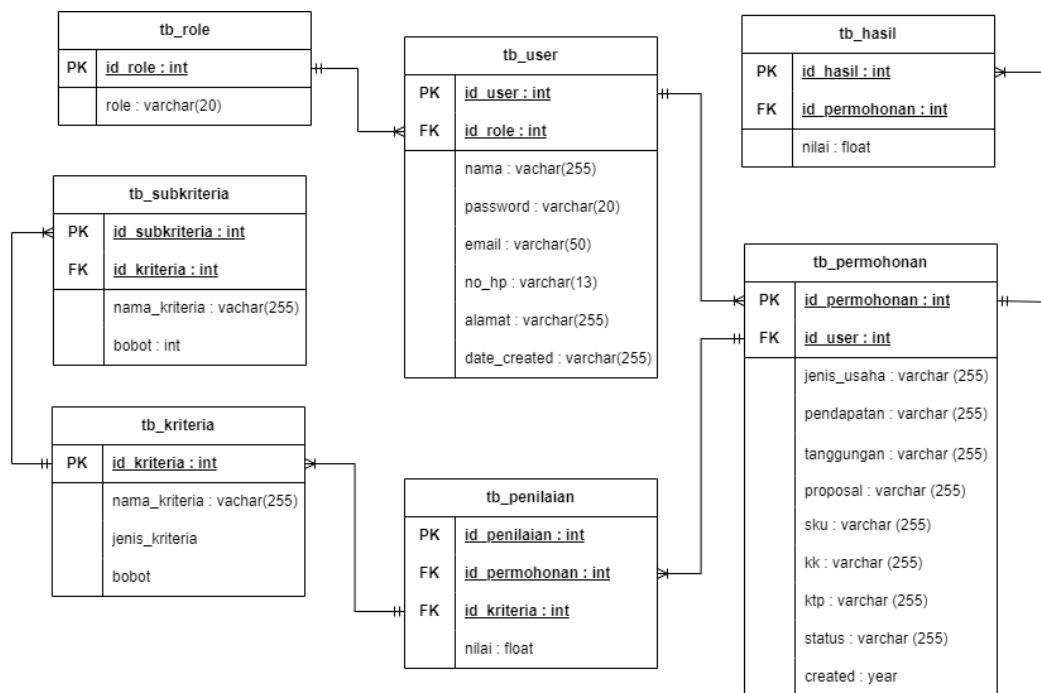 tb_role
PK id_role : int
role : varchar(20)
tb_user
PK id_user : int
FK id_role : int
nama : vachar(255)
password : varchar(20)
email : varchar(50)
no_hp : varchar(13)
alamat : varchar(255)
date_created : varchar(255)
tb_hasil
PK id_hasil : int
FK id_permohonan : int
nilai : float
tb_subkriteria
PK id_subkriteria : int
FK id_kriteria : int
nama_kriteria : vachar(255)
bobot : int
tb_permohonan
PK id_permohonan : int
FK id_user : int
jenis_usaha : varchar (255)
pendapatan : varchar (255)
tanggungan : varchar (255)
proposal : varchar (255)
sku : varchar (255)
kk : varchar (255)
ktp : varchar (255)
status : varchar (255)
created : year
tb_kriteria
PK id_kriteria : int
nama_kriteria : vachar(255)
jenis_kriteria
bobot
tb_penilaian
PK id_penilaian : int
FK id_permohonan : int
FK id_kriteria : int
nilai : float